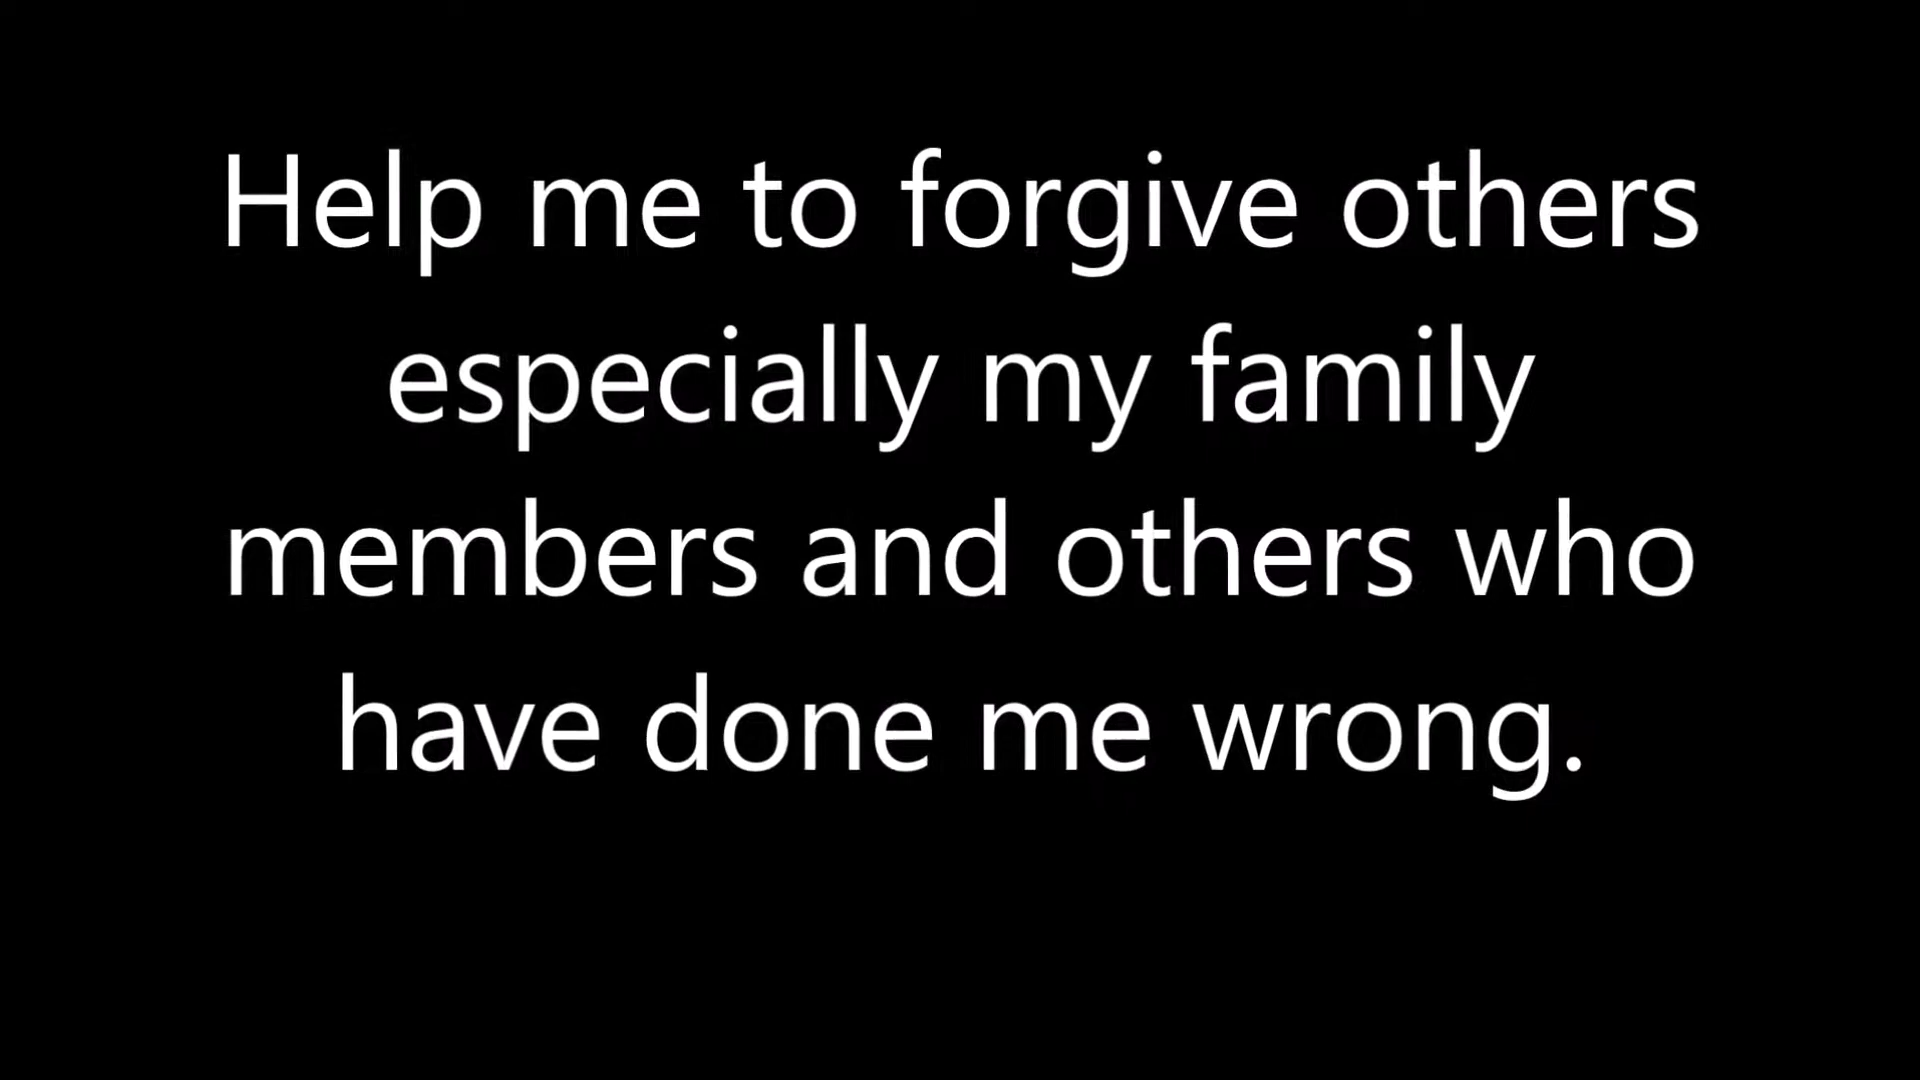 Help me to forgive others
especially my family
members and others who
have done me wrong.